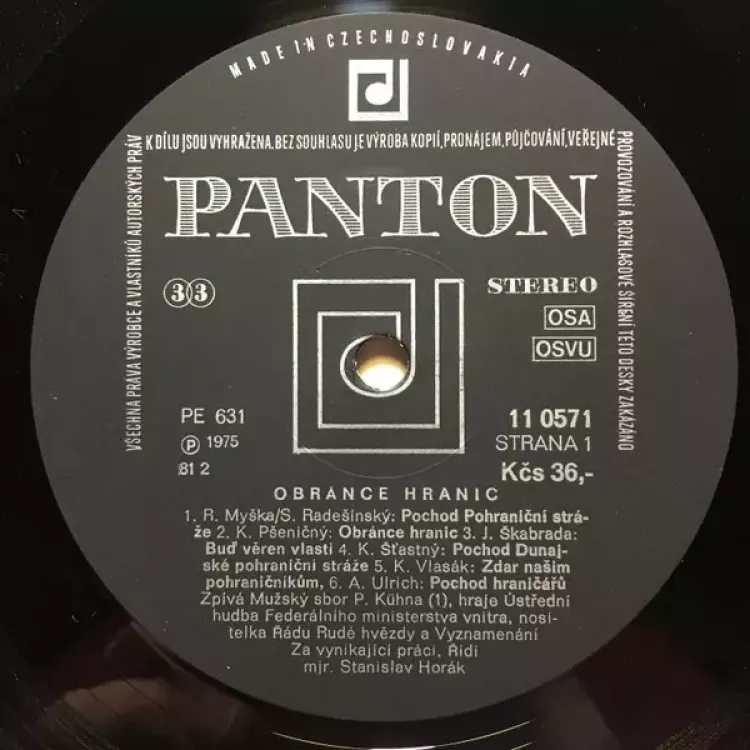 MADE IN CZECHOSLOVAKIA
VŠECHNA PRÁVA VÝROBCE A VLASTNÍKŮ AUTORSKÝCH PRÁV
K DÍLU JSOU VYHRAŽENA. BEZ SOUHLASU JE VÝROBA KOPIÍ, PRONÁJEM, PŮJČOVÁNÍ, VEŘEJNÉ
PROVOZOVÁNÍ A ROZHLASOVÉ ŠÍŘENÍ TÉTO DESKY ZAKÁZÁNO
PANTON
33
STEREO
OSA
OSVU
PE 631
℗ 1975
81 2
11 0571
STRANA 1
Kčs 36,-
OBRÁNCE HRANIC
1. R. Myška/S. Radešínský: Pochod Pohraniční strá-
že 2. K. Pšeničný: Obránce hranic 3. J. Škabrada:
Buď věren vlasti 4. K. Šťastný: Pochod Dunaj-
ské pohraniční stráže 5. K. Vlasák: Zdar našim
pohraničníkům, 6. A. Ulrich: Pochod hraničářů
Zpívá Mužský sbor P. Kühna (1), hraje Ústřední
hudba Federálního ministerstva vnitra, nosi-
telka Řádu Rudé hvězdy a Vyznamenání
Za vynikající práci, Řídí
mjr. Stanislav Horák